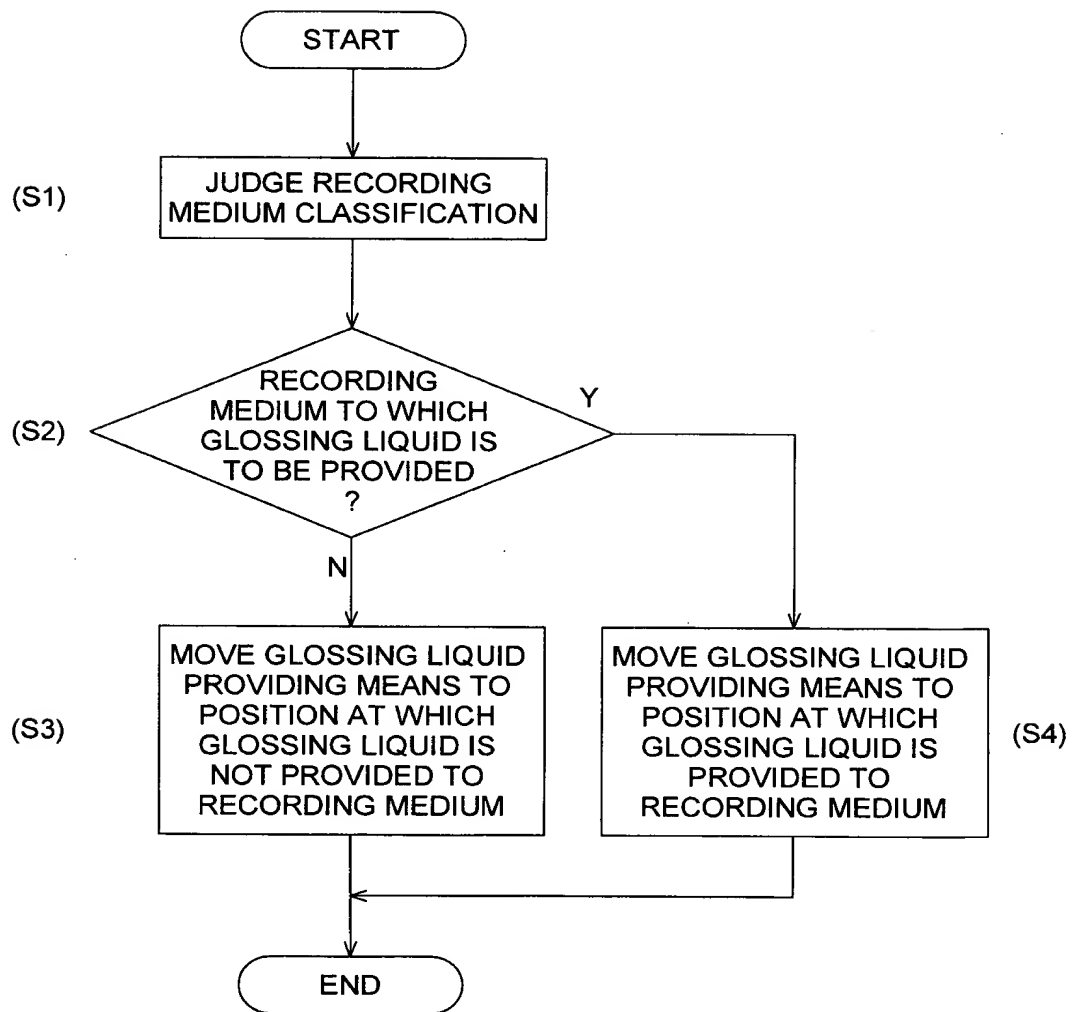 START
(S1)
JUDGE RECORDING
MEDIUM CLASSIFICATION
(S2)
RECORDING
MEDIUM TO WHICH
GLOSSING LIQUID IS
TO BE PROVIDED
?
Y
N
(S3)
MOVE GLOSSING LIQUID
PROVIDING MEANS TO
POSITION AT WHICH
GLOSSING LIQUID IS
NOT PROVIDED TO
RECORDING MEDIUM
MOVE GLOSSING LIQUID
PROVIDING MEANS TO
POSITION AT WHICH
GLOSSING LIQUID IS
PROVIDED TO
RECORDING MEDIUM
(S4)
END